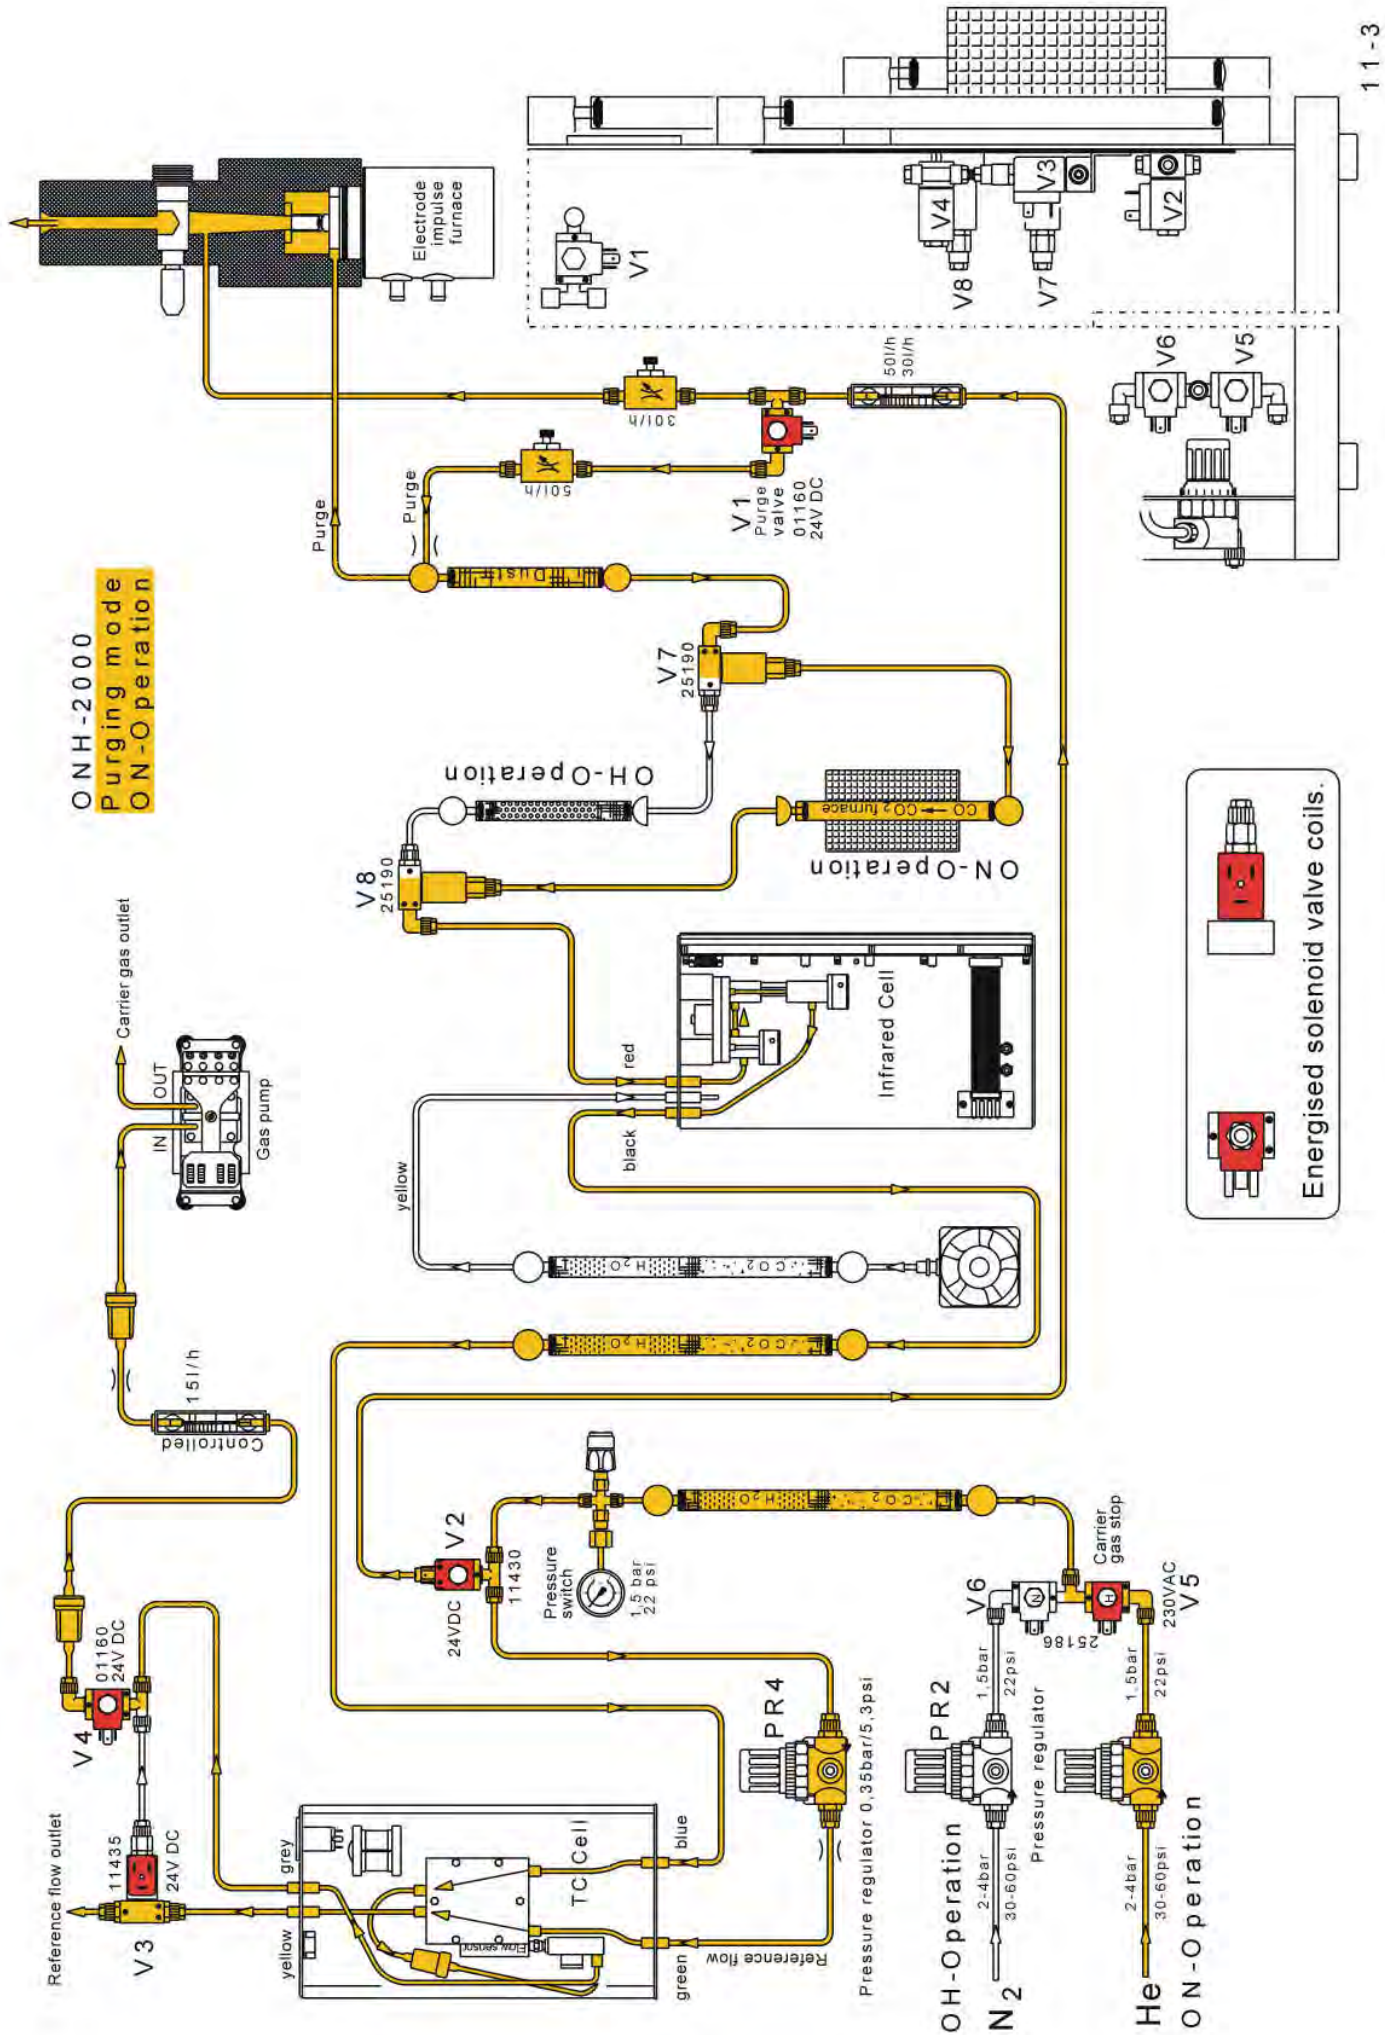 ONH-2000
Purging mode
ON-Operation
Reference flow outlet
V3
11435
24V DC
V4
01160
24V DC
yellow
grey
TC Cell
Flow sensor
green
blue
Reference flow
Controlled
15l/h
IN
OUT
Gas pump
Carrier gas outlet
24VDC
V2
11430
Pressure
switch
1,5 bar
22 psi
H2O
CO2
PR4
Pressure regulator 0,35bar/5,3psi
OH-Operation
N2
2-4bar
30-60psi
PR2
Pressure regulator
1,5bar
22psi
V6
N
25186
Carrier
gas stop
H
230VAC
V5
He
ON-Operation
2-4bar
30-60psi
1,5bar
22psi
H2O
CO2
H2O
CO2
yellow
black
red
Infrared Cell
V8
25190
OH-Operation
V7
25190
ON-Operation
CO
CO2 furnace
Dust
Purge
Purge
50l/h
30l/h
V1
Purge
valve
01160
24V DC
50l/h
30l/h
Electrode
impulse
furnace
V1
V8
V4
V7
V3
V2
V6
V5
Energised solenoid valve coils.
11-3